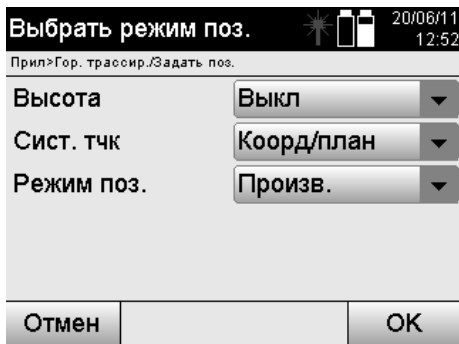 Выбрать режим поз.
20/06/11
12:52
Прил>Гор. трассир./Задать поз.
Высота Выкл
Сист. тчк Коорд/план
Режим поз. Произв.
Отмен OK